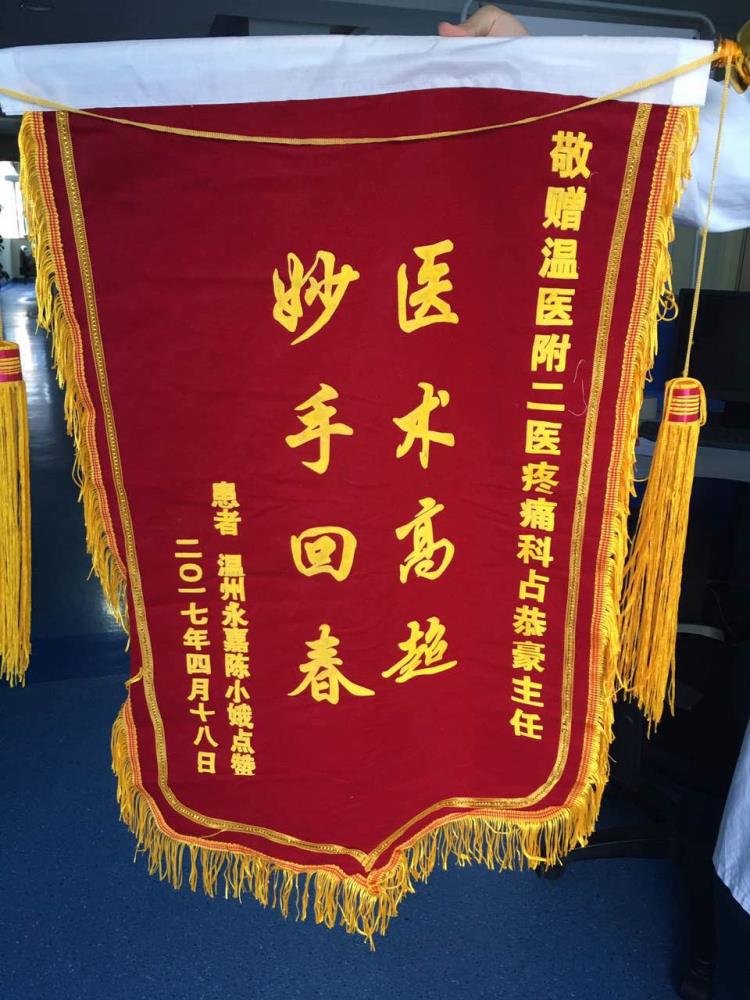 敬赠温医附二医疼痛科占恭豪主任
医术高超
妙手回春
患者 温州永嘉陈小娥点
二〇一七年四月十八日